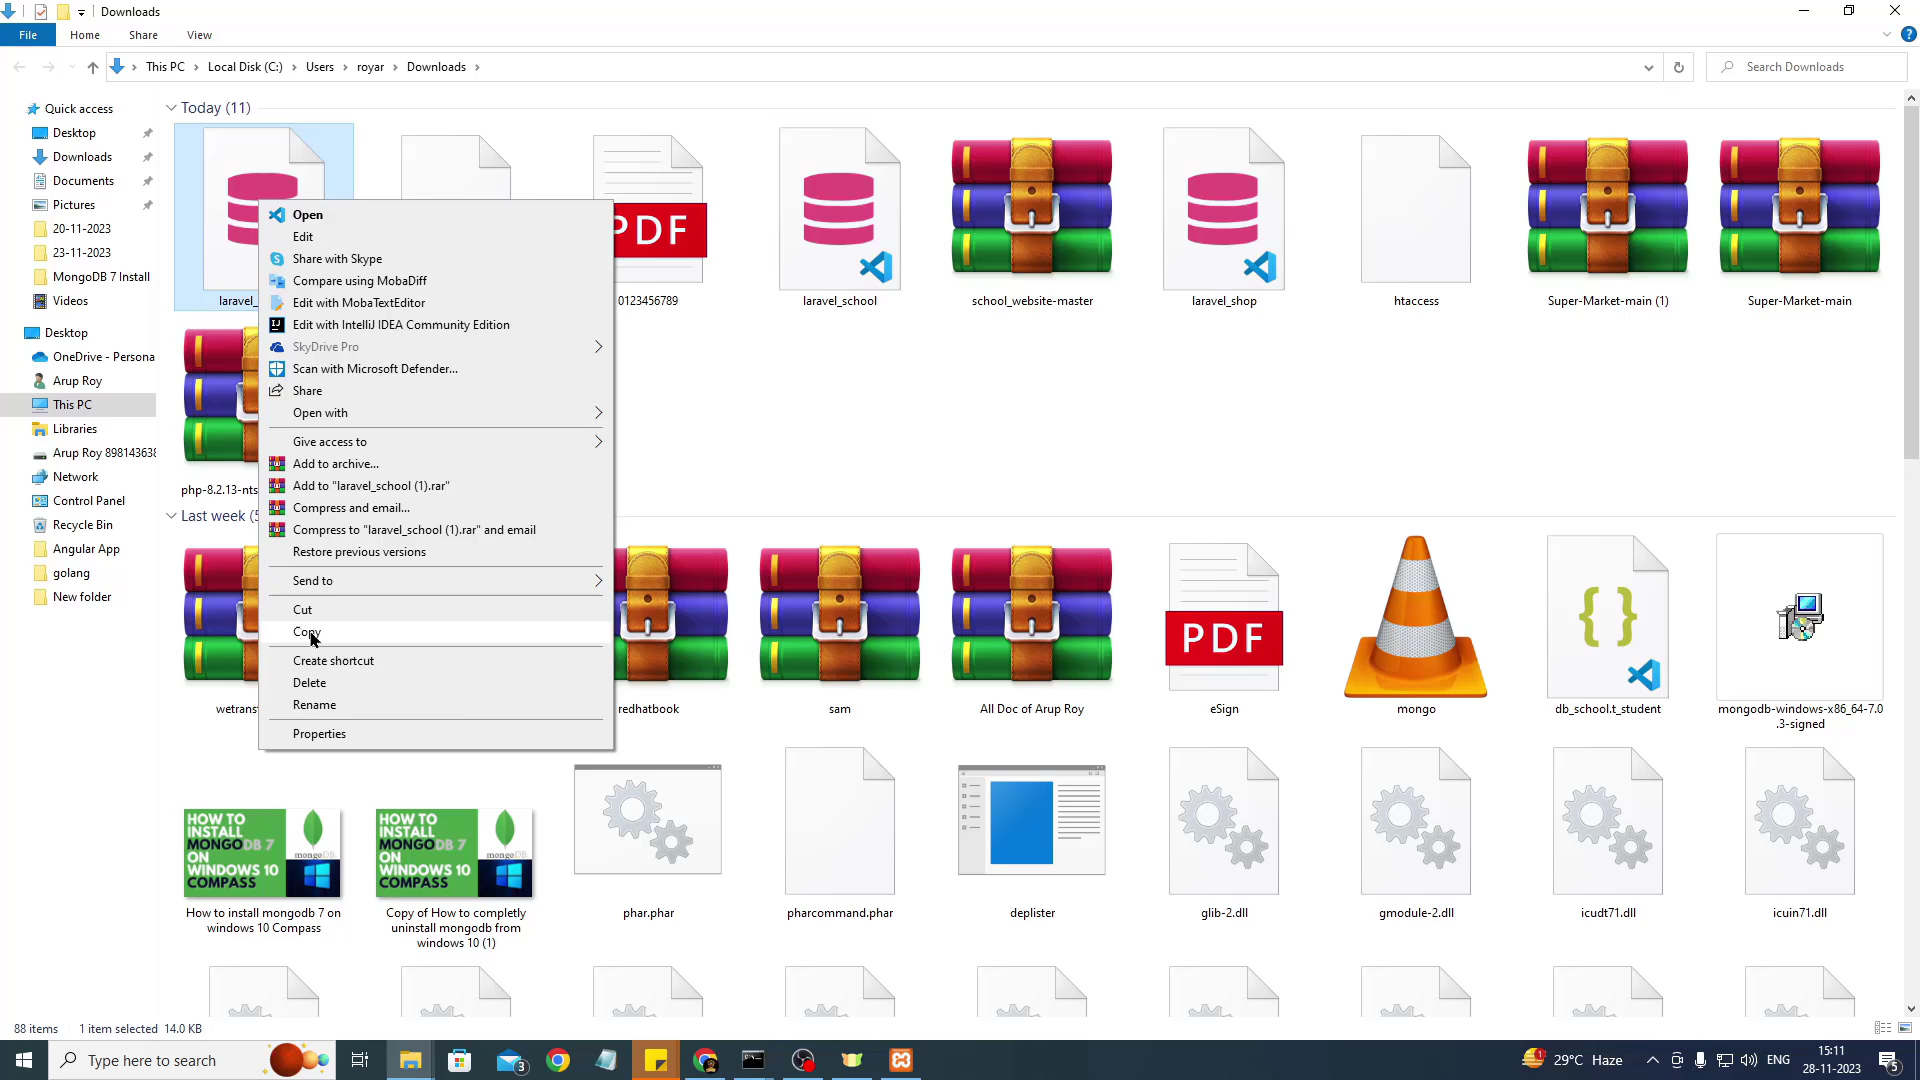 Downloads
File
Home
Share
View
This PC
Local Disk (C:)
Users
royar
Downloads
Search Downloads
Quick access
Desktop
Downloads
Documents
Pictures
20-11-2023
23-11-2023
MongoDB 7 Install
Videos
Desktop
OneDrive - Persona
Arup Roy
This PC
Libraries
Arup Roy 898143638
Network
Control Panel
Recycle Bin
Angular App
golang
New folder
Today (11)
laravel_
PDF
0123456789
laravel_school
school_website-master
laravel_shop
htaccess
Super-Market-main (1)
Super-Market-main
php-8.2.13-nts
Open
Edit
Share with Skype
Compare using MobaDiff
Edit with MobaTextEditor
Edit with IntelliJ IDEA Community Edition
SkyDrive Pro
Scan with Microsoft Defender...
Share
Open with
Give access to
Add to archive...
Add to "laravel_school (1).rar"
Compress and email...
Compress to "laravel_school (1).rar" and email
Restore previous versions
Send to
Cut
Copy
Create shortcut
Delete
Rename
Properties
Last week (5
wetrans
redhatbook
sam
All Doc of Arup Roy
PDF
eSign
mongo
db_school.t_student
mongodb-windows-x86_64-7.0
.3-signed
HOW TO
INSTALL
MONGODB 7
ON
WINDOWS 10
COMPASS
mongoDB
How to install mongodb 7 on
windows 10 Compass
HOW TO
INSTALL
MONGODB 7
ON
WINDOWS 10
COMPASS
mongoDB
Copy of How to completly
uninstall mongodb from
windows 10 (1)
phar.phar
pharcommand.phar
deplister
glib-2.dll
gmodule-2.dll
icudt71.dll
icuin71.dll
88 items
1 item selected
14.0 KB
Type here to search
3
1
29°C Haze
ENG
15:11
28-11-2023
5